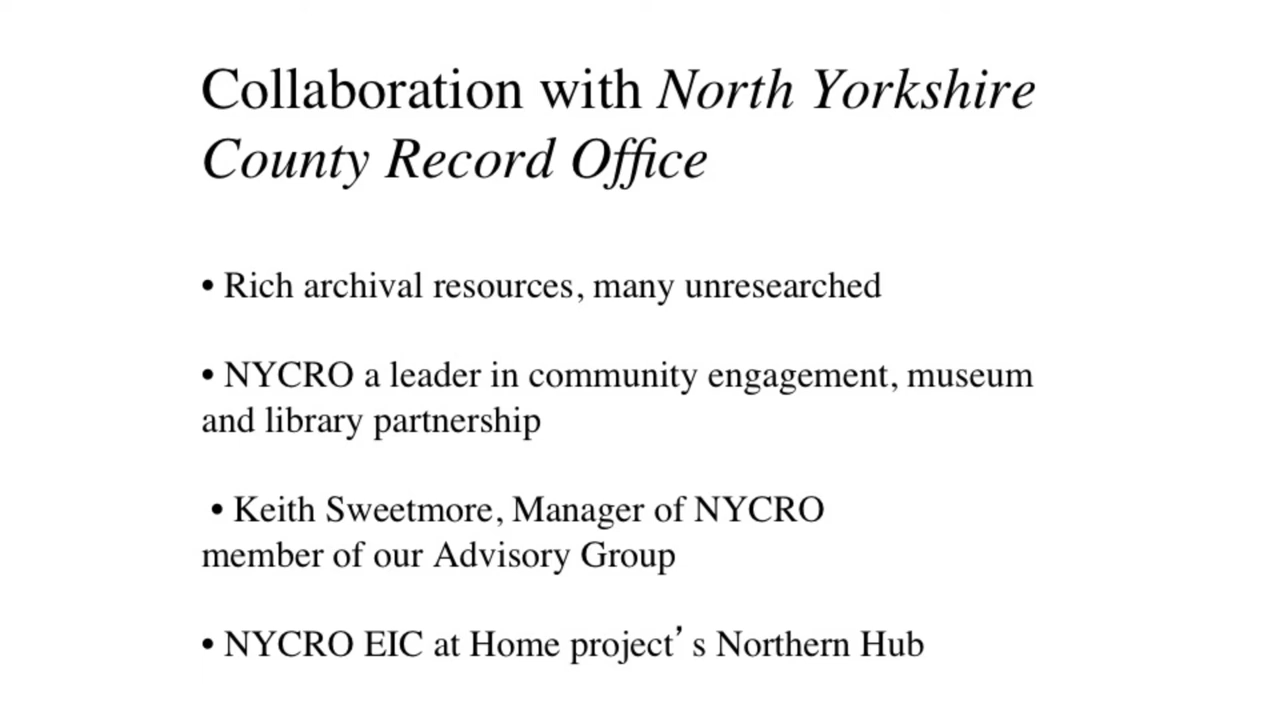 Collaboration with North Yorkshire
County Record Office
• Rich archival resources, many unresearched
• NYCRO a leader in community engagement, museum
and library partnership
• Keith Sweetmore, Manager of NYCRO
member of our Advisory Group
• NYCRO EIC at Home project’s Northern Hub